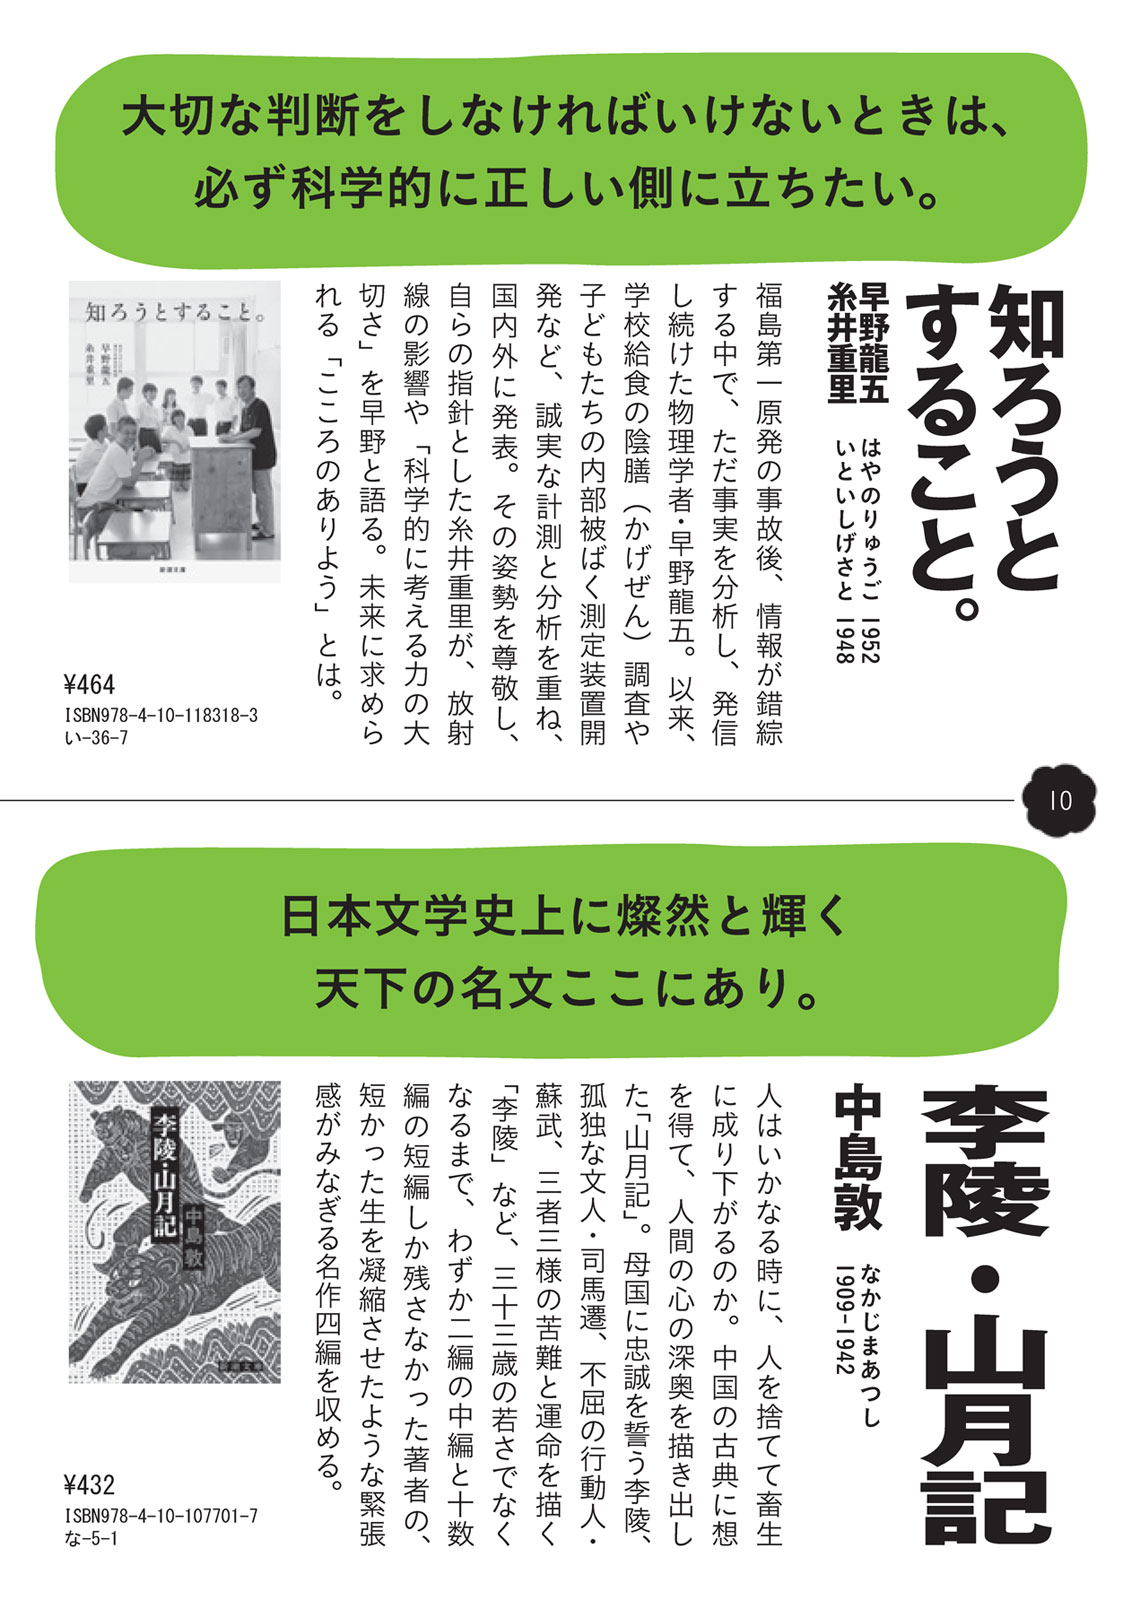 大切な判断をしなければいけないときは、
必ず科学的に正しい側に立ちたい。
知ろうと
すること。
早野龍五 はやのりゅうご 1952
糸井重里 いといしげさと 1948
福島第一原発の事故後、情報が錯綜
する中で、ただ事実を分析し、発信
し続けた物理学者・早野龍五。以来、
学校給食の陰膳（かげぜん）調査や
子どもたちの内部被ばく測定装置開
発など、誠実な計測と分析を重ね、
国内外に発表。その姿勢を尊敬し、
自らの指針とした糸井重里が、放射
線の影響や「科学的に考える力の大
切さ」を早野と語る。未来に求めら
れる「こころのありよう」とは。
知ろうとすること。
早野龍五
糸井重里
新潮文庫
¥464
ISBN978-4-10-118318-3
い-36-7
10
日本文学史上に燦然と輝く
天下の名文ここにあり。
李陵・山月記
中島敦 なかじまあつし
1909-1942
人はいかなる時に、人を捨てて畜生
に成り下がるのか。中国の古典に想
を得て、人間の心の深奥を描き出し
た「山月記」。母国に忠誠を誓う李陵、
孤独な文人・司馬遷、不屈の行動人・
蘇武、三者三様の苦難と運命を描く
「李陵」など、三十三歳の若さでなく
なるまで、わずか二編の中編と十数
編の短編しか残さなかった著者の、
短かった生を凝縮させたような緊張
感がみなぎる名作四編を収める。
李陵・山月記
中島敦
新潮文庫
¥432
ISBN978-4-10-107701-7
な-5-1